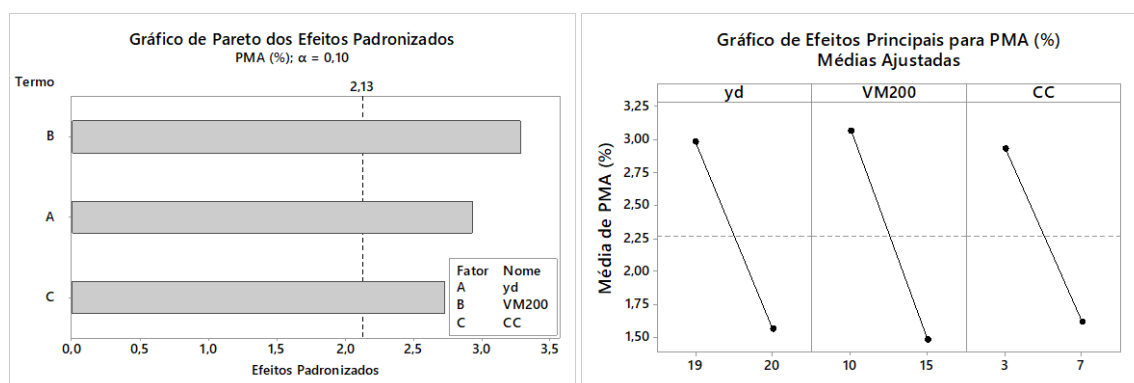 Gráfico de Pareto dos Efeitos Padronizados
PMA (%); α = 0,10
Termo
2,13
B
A
C
Fator Nome
A yd
B VM200
C CC
0,0 0,5 1,0 1,5 2,0 2,5 3,0 3,5
Efeitos Padronizados
Gráfico de Efeitos Principais para PMA (%)
Médias Ajustadas
yd VM200 CC
Média de PMA (%)
3,25
3,00
2,75
2,50
2,25
2,00
1,75
1,50
19 20 10 15 3 7